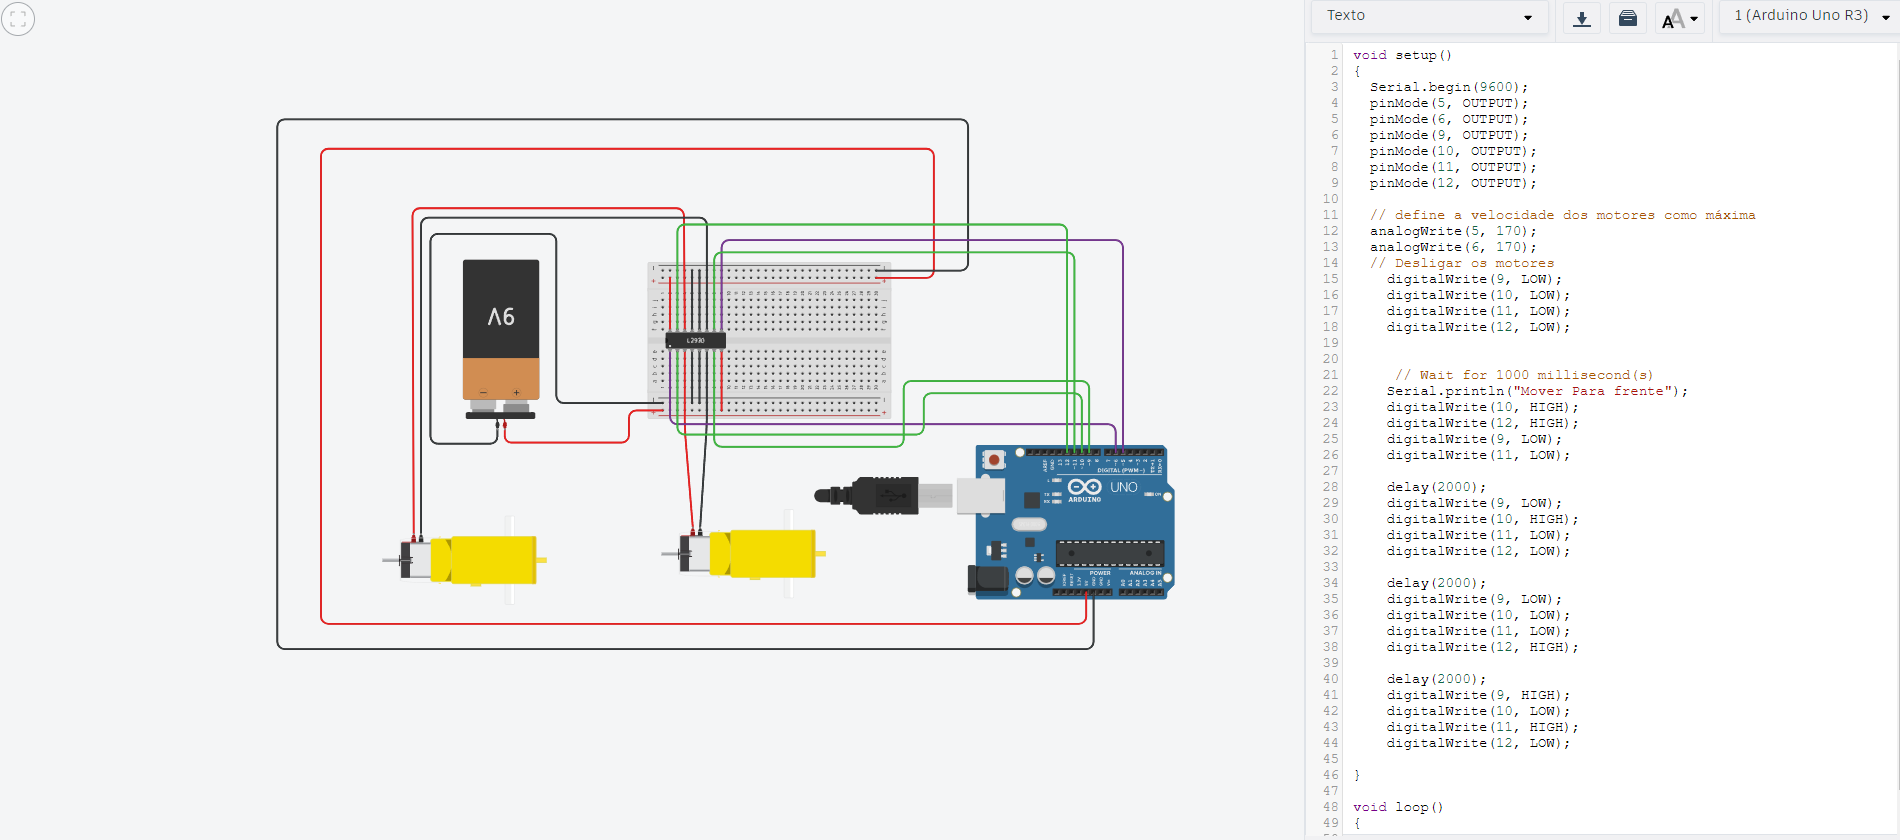 Texto
AA
1 (Arduino Uno R3)
1 void setup()
2 {
3 Serial.begin(9600);
4 pinMode(5, OUTPUT);
5 pinMode(6, OUTPUT);
6 pinMode(9, OUTPUT);
7 pinMode(10, OUTPUT);
8 pinMode(11, OUTPUT);
9 pinMode(12, OUTPUT);
10
11 // define a velocidade dos motores como máxima
12 analogWrite(5, 170);
13 analogWrite(6, 170);
14 // Desligar os motores
15 digitalWrite(9, LOW);
16 digitalWrite(10, LOW);
17 digitalWrite(11, LOW);
18 digitalWrite(12, LOW);
19
20
21 // Wait for 1000 millisecond(s)
22 Serial.println("Mover Para frente");
23 digitalWrite(10, HIGH);
24 digitalWrite(12, HIGH);
25 digitalWrite(9, LOW);
26 digitalWrite(11, LOW);
27
28 delay(2000);
29 digitalWrite(9, LOW);
30 digitalWrite(10, HIGH);
31 digitalWrite(11, LOW);
32 digitalWrite(12, LOW);
33
34 delay(2000);
35 digitalWrite(9, LOW);
36 digitalWrite(10, LOW);
37 digitalWrite(11, LOW);
38 digitalWrite(12, HIGH);
39
40 delay(2000);
41 digitalWrite(9, HIGH);
42 digitalWrite(10, LOW);
43 digitalWrite(11, HIGH);
44 digitalWrite(12, LOW);
45
46 }
47
48 void loop()
49 {
9V
L293D
DIGITAL (PWM~)
UNO
ARDUINO
POWER
ANALOG IN